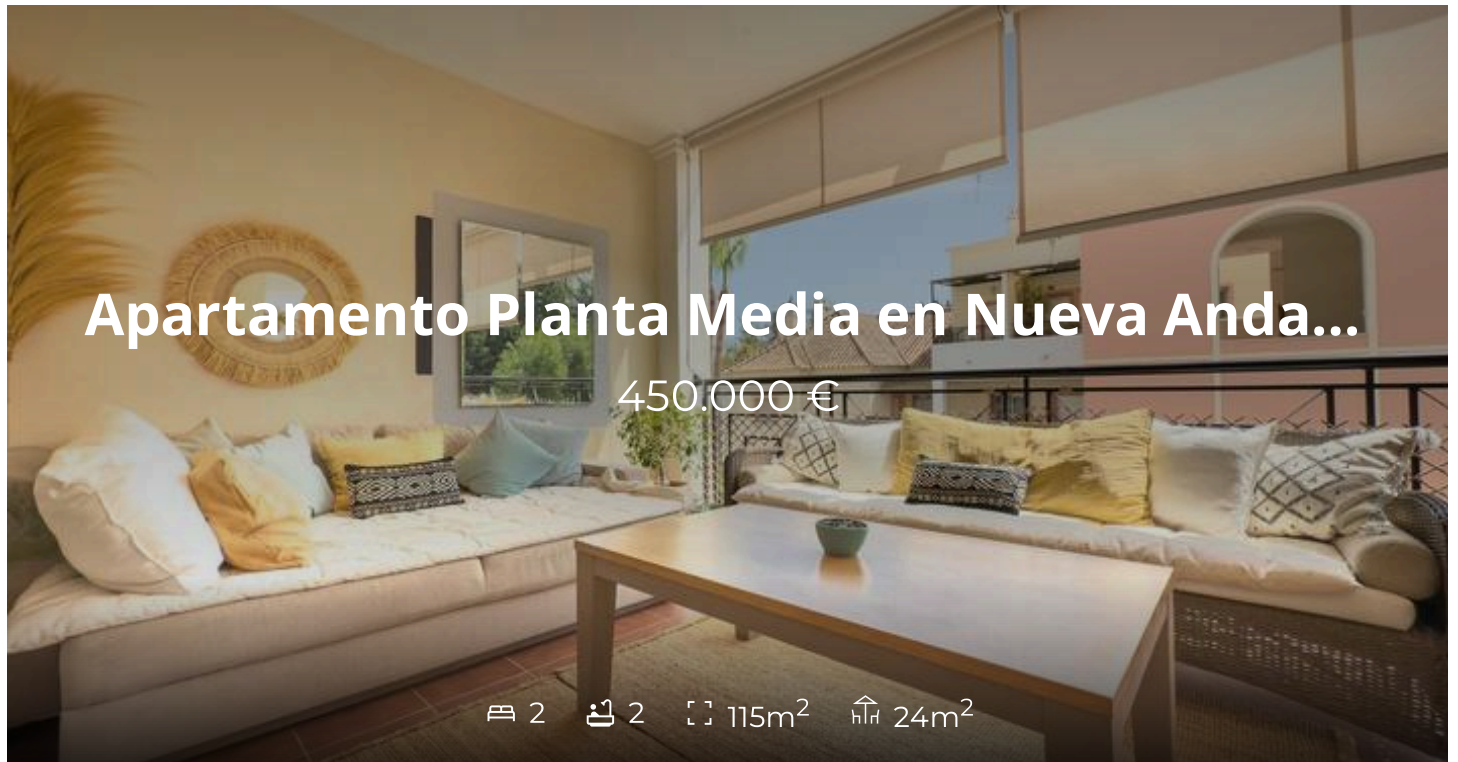 Apartamento Planta Media en Nueva Anda...
450.000 €
2 2 115m² 24m²